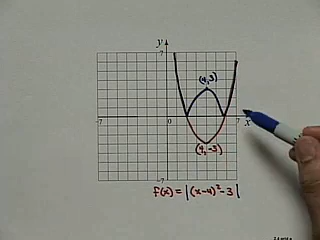 y
7
(4,3)
-7
0
7
x
(4,-3)
-7
f(x) = |(x-4)²-3|